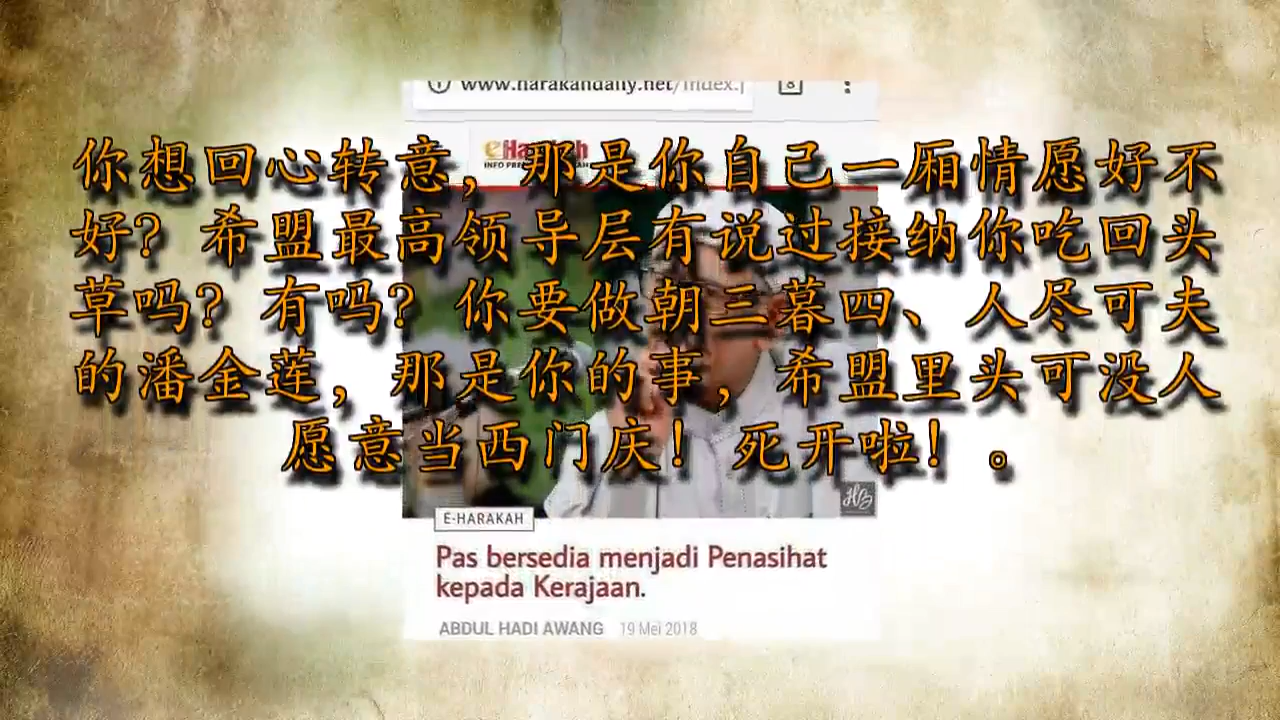 www.harakahdaily.net/index.
8
你想回心转意，那是你自己一厢情愿好不
好？希盟最高领导层有说过接纳你吃回头
草吗？有吗？你要做朝三暮四、人尽可夫
的潘金莲，那是你的事，希盟里头可没人
愿意当西门庆！死开啦！。
HB
E-HARAKAH
Pas bersedia menjadi Penasihat
kepada Kerajaan.
ABDUL HADI AWANG 19 Mei 2018